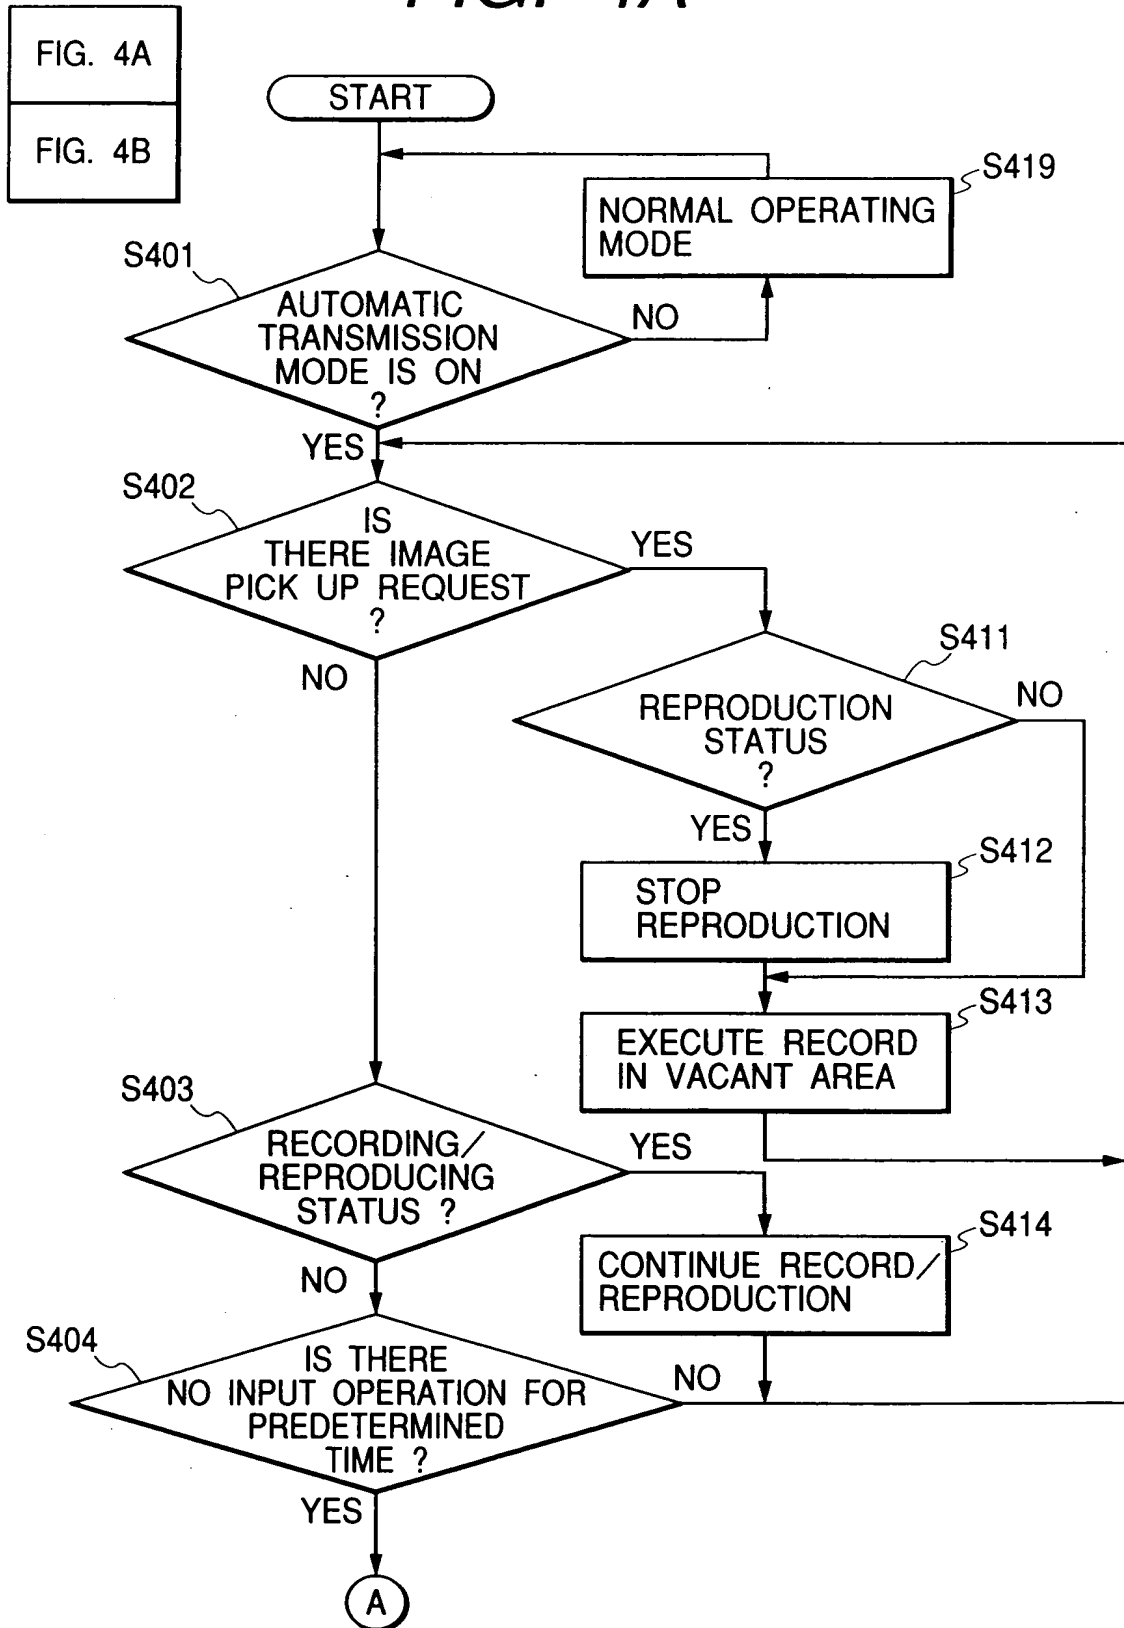 FIG. 4A
FIG. 4A
FIG. 4B
START
S419
NORMAL OPERATING
MODE
S401
AUTOMATIC
TRANSMISSION
MODE IS ON
?
NO
YES
S402
IS
THERE IMAGE
PICK UP REQUEST
?
YES
NO
S411
REPRODUCTION
STATUS
?
NO
YES
S412
STOP
REPRODUCTION
S413
EXECUTE RECORD
IN VACANT AREA
S403
RECORDING/
REPRODUCING
STATUS ?
YES
NO
S414
CONTINUE RECORD/
REPRODUCTION
S404
IS THERE
NO INPUT OPERATION FOR
PREDETERMINED
TIME ?
NO
YES
A